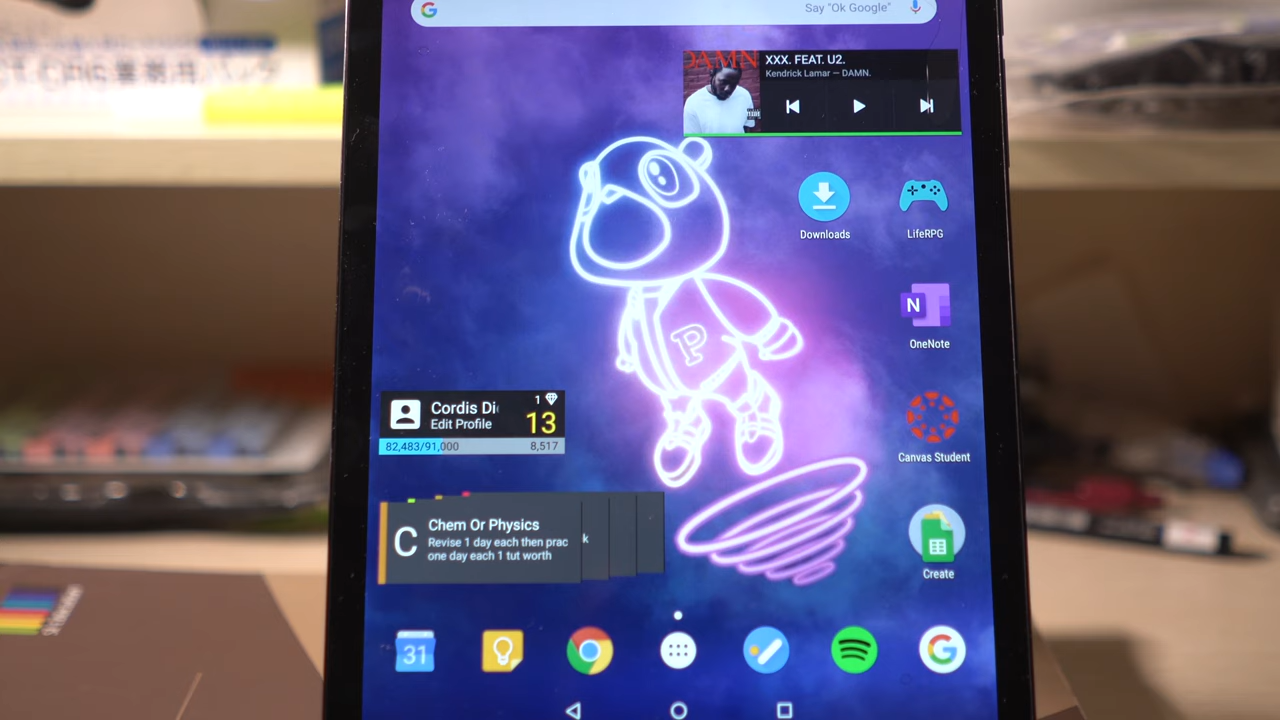 Say "Ok Google"
DAMN
XXX. FEAT. U2.
Kendrick Lamar — DAMN.
Downloads
LifeRPG
N
OneNote
P
Cordis Di
Edit Profile
1
13
82,483/91,000
8,517
Canvas Student
C
Chem Or Physics
Revise 1 day each then prac
one day each 1 tut worth
k
Create
31
G